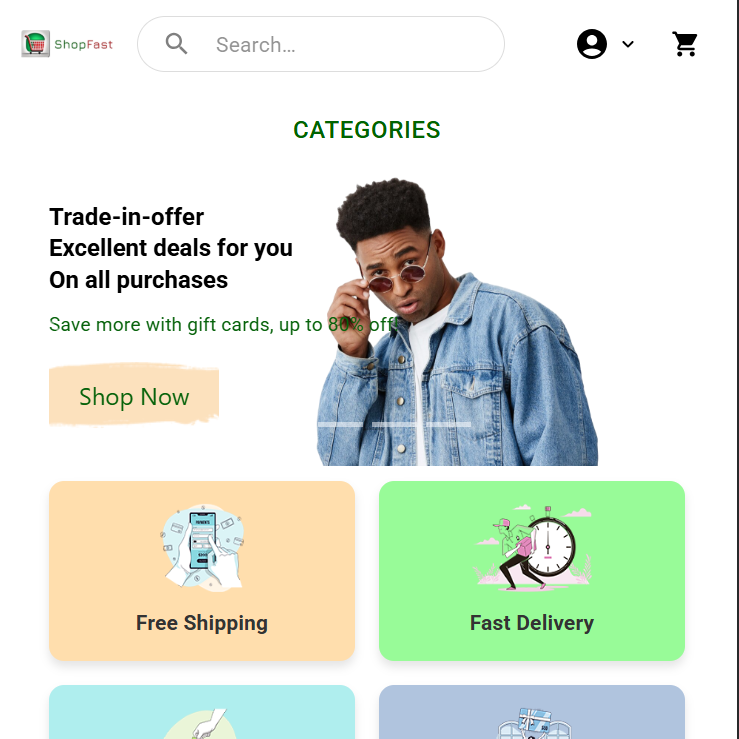 ShopFast
Search...
CATEGORIES
Trade-in-offer
Excellent deals for you
On all purchases
Save more with gift cards, up to 80% off!
Shop Now
Free Shipping
Fast Delivery